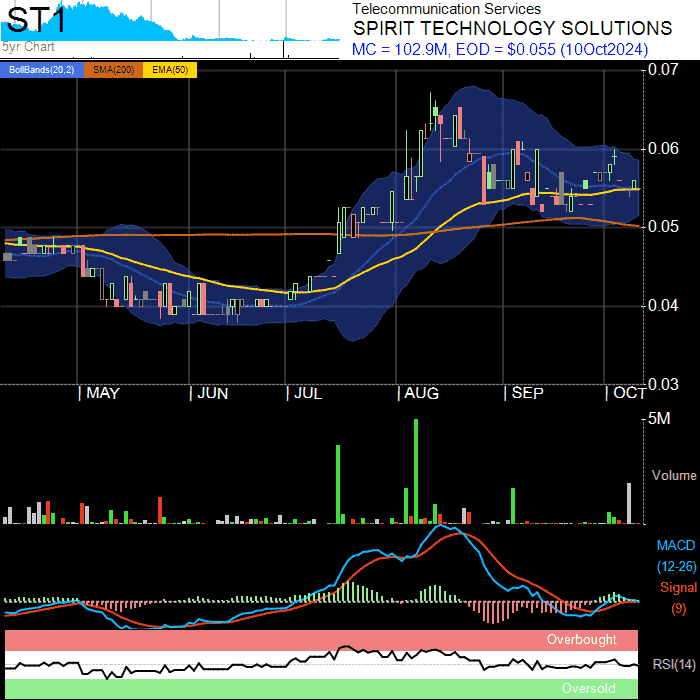 ST1
5yr Chart
Telecommunication Services
SPIRIT TECHNOLOGY SOLUTIONS
MC = 102.9M, EOD = $0.055 (10Oct2024)
BollBands(20,2) SMA(200) EMA(50)
0.07
0.06
0.05
0.04
0.03
| MAY | JUN | JUL | AUG | SEP | OCT
5M
Volume
MACD
(12-26)
Signal
(9)
Overbought
RSI(14)
Oversold